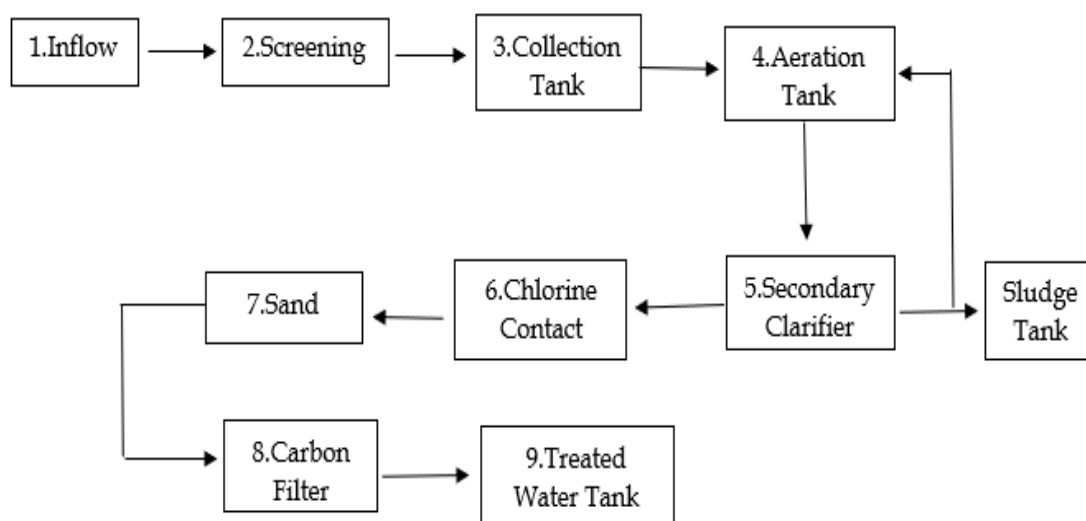 1.Inflow
2.Screening
3.Collection
Tank
4.Aeration
Tank
5.Secondary
Clarifier
Sludge
Tank
6.Chlorine
Contact
7.Sand
8.Carbon
Filter
9.Treated
Water Tank